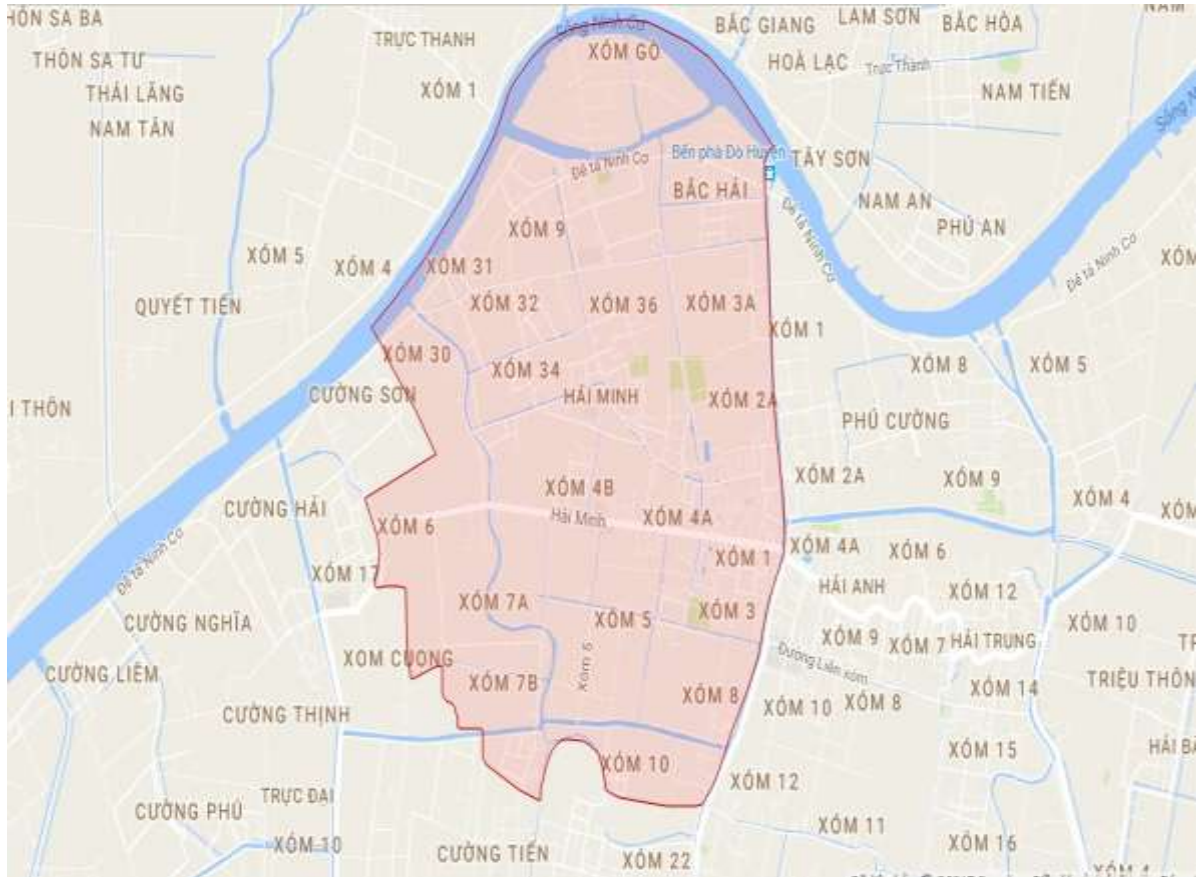 HÔN SA BA
THÔN SA TƯ
THÁI LÃNG
NAM TÂN
TRỰC THANH
XÓM 1
XÓM GÒ
BẮC GIANG
LAM SƠN
BẮC HÒA
NAM
HOÀ LẠC
Trực Thanh
NAM TIẾN
Bến phà Đò Huyện
TÂY SƠN
Đê tả Ninh Cơ
BẮC HẢI
NAM AN
PHÚ AN
Đê tả Ninh Cơ
Đê tả Ninh Cơ
XÓM 9
XÓM 5
XÓM 4
XÓM 31
XÓM
QUYẾT TIẾN
XÓM 32
XÓM 36
XÓM 3A
XÓM 1
XÓM 30
XÓM 34
XÓM 8
XÓM 5
CƯỜNG SƠN
HẢI MINH
XÓM 2A
I THÔN
PHÚ CƯỜNG
XÓM 4B
XÓM 2A
XÓM 9
XÓM 4
XÓM
CƯỜNG HẢI
XÓM 6
Hải Minh
XÓM 4A
XÓM 1
XÓM 4A
XÓM 6
Đê tả Ninh Cơ
XÓM 17
HẢI ANH
XÓM 12
XÓM 7A
XÓM 5
XÓM 3
CƯỜNG NGHĨA
XÓM 9
XÓM 7
HẢI TRUNG
XÓM 10
XOM CUONG
Xóm 6
Dương Liên xóm
CƯỜNG LIÊM
XÓM 7B
XÓM 8
XÓM 10
XÓM 8
XÓM 14
TRIỆU THÔN
CƯỜNG THỊNH
XÓM 15
XÓM 10
XÓM 12
TRỰC ĐẠI
CƯỜNG PHÚ
XÓM 10
CƯỜNG TIẾN
XÓM 22
XÓM 11
XÓM 16
XÓM 4